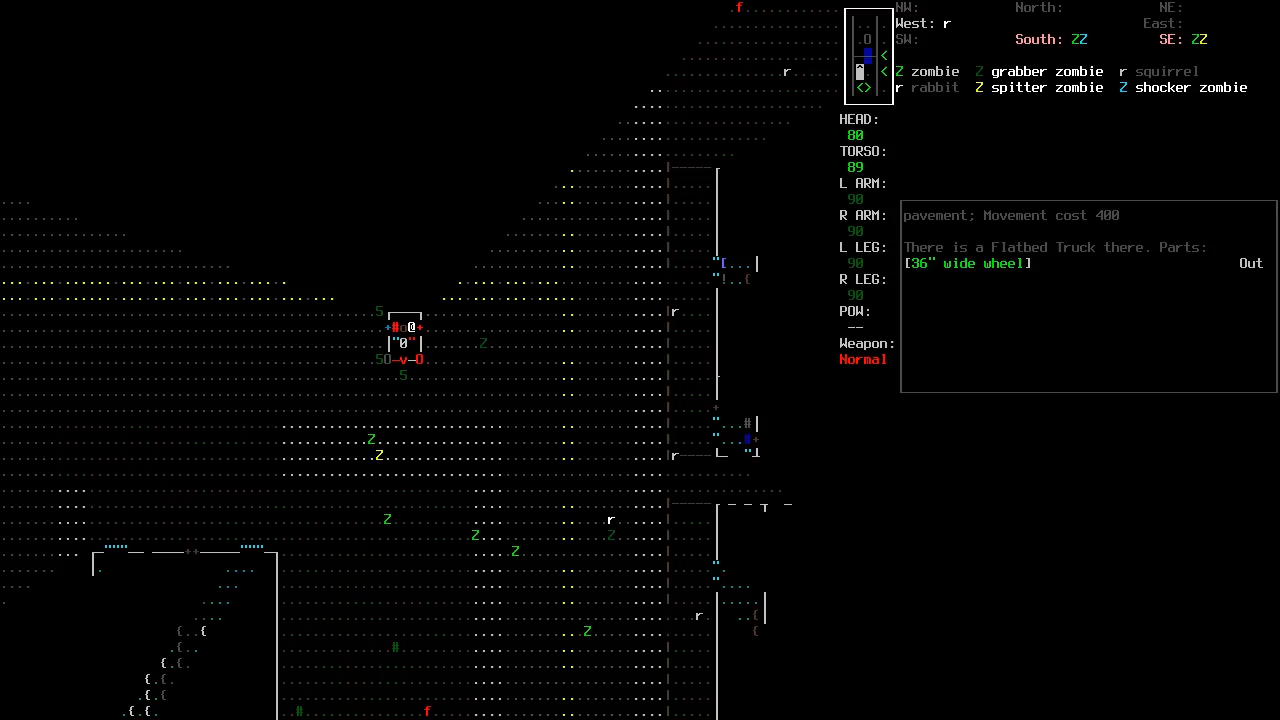 NW: North: NE:
West: r East:
SW: South: ZZ SE: ZZ
Z zombie Z grabber zombie r squirrel
r rabbit Z spitter zombie Z shocker zombie
HEAD:
80
TORSO:
89
L ARM:
90
R ARM:
90
L LEG:
90
R LEG:
90
POW:
--
Weapon:
Normal
pavement; Movement cost 400
There is a Flatbed Truck there. Parts:
[36" wide wheel] Out